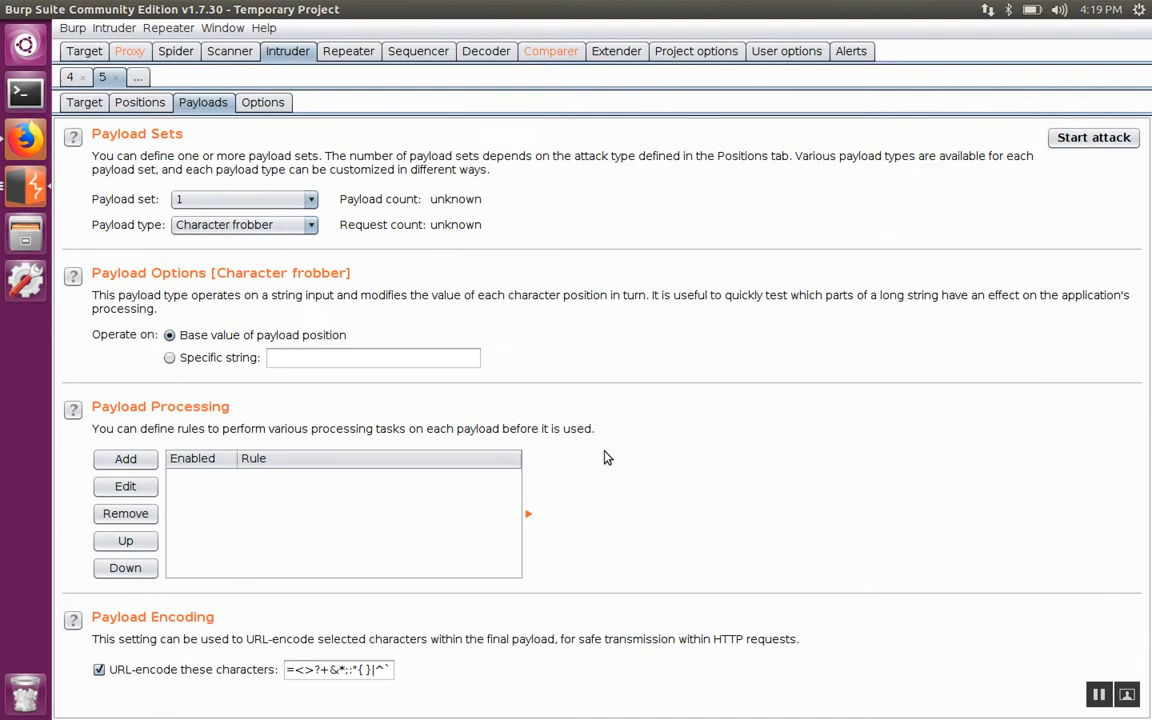 Burp Suite Community Edition v1.7.30 - Temporary Project 4:19 PM
Burp Intruder Repeater Window Help
Target Proxy Spider Scanner Intruder Repeater Sequencer Decoder Comparer Extender Project options User options Alerts
4 × 5 × ...
Target Positions Payloads Options
? Payload Sets Start attack
You can define one or more payload sets. The number of payload sets depends on the attack type defined in the Positions tab. Various payload types are available for each
payload set, and each payload type can be customized in different ways.
Payload set: 1 Payload count: unknown
Payload type: Character frobber Request count: unknown
? Payload Options [Character frobber]
This payload type operates on a string input and modifies the value of each character position in turn. It is useful to quickly test which parts of a long string have an effect on the application's
processing.
Operate on: Base value of payload position
Specific string:
? Payload Processing
You can define rules to perform various processing tasks on each payload before it is used.
Add Enabled Rule
Edit
Remove
Up
Down
? Payload Encoding
This setting can be used to URL-encode selected characters within the final payload, for safe transmission within HTTP requests.
URL-encode these characters: =<>?+&*;:"{}|^`